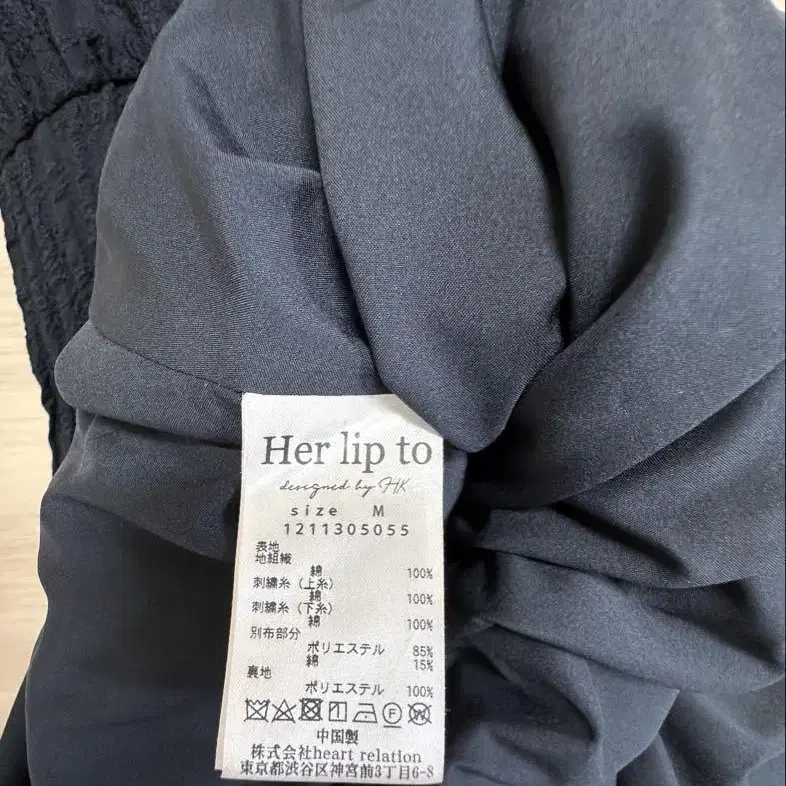 Her lip to
designed by HK
size M
1211305055
表地
地組織
綿 100%
刺繍糸（上糸）
綿 100%
刺繍糸（下糸）
綿 100%
別布部分
ポリエステル 85%
綿 15%
裏地
ポリエステル 100%
中国製
株式会社heart relation
東京都渋谷区神宮前3丁目6-8